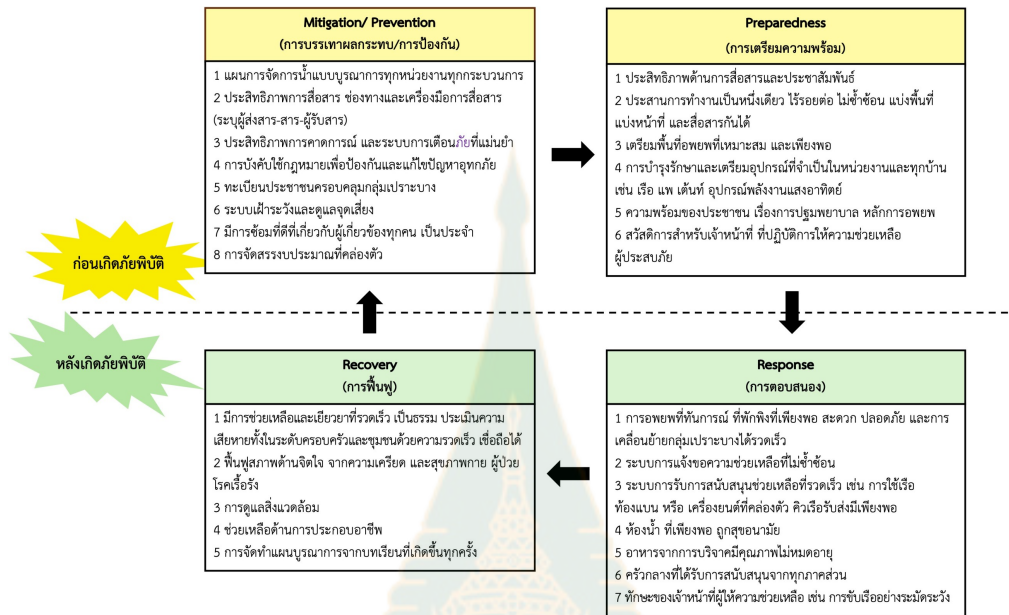 Mitigation/ Prevention
(การบรรเทาผลกระทบ/การป้องกัน)
1 แผนการจัดการน้ำแบบบูรณาการทุกหน่วยงานทุกกระบวนการ
2 ประสิทธิภาพการสื่อสาร ช่องทางและเครื่องมือการสื่อสาร
(ระบุผู้ส่งสาร-สาร-ผู้รับสาร)
3 ประสิทธิภาพการคาดการณ์ และระบบการเตือนภัยที่แม่นยำ
4 การบังคับใช้กฎหมายเพื่อป้องกันและแก้ไขปัญหาอุทกภัย
5 ทะเบียนประชาชนครอบคลุมกลุ่มเปราะบาง
6 ระบบเฝ้าระวังและดูแลจุดเสี่ยง
7 มีการซ้อมที่ดีที่เกี่ยวกับผู้เกี่ยวข้องทุกคน เป็นประจำ
8 การจัดสรรงบประมาณที่คล่องตัว
Preparedness
(การเตรียมความพร้อม)
1 ประสิทธิภาพด้านการสื่อสารและประชาสัมพันธ์
2 ประสานการทำงานเป็นหนึ่งเดียว ไร้รอยต่อ ไม่ซ้ำซ้อน แบ่งพื้นที่
แบ่งหน้าที่ และสื่อสารกันได้
3 เตรียมพื้นที่อพยพที่เหมาะสม และเพียงพอ
4 การบำรุงรักษาและเตรียมอุปกรณ์ที่จำเป็นในหน่วยงานและทุกบ้าน
เช่น เรือ แพ เต้นท์ อุปกรณ์พลังงานแสงอาทิตย์
5 ความพร้อมของประชาชน เรื่องการปฐมพยาบาล หลักการอพยพ
6 สวัสดิการสำหรับเจ้าหน้าที่ ที่ปฏิบัติการให้ความช่วยเหลือ
ผู้ประสบภัย
ก่อนเกิดภัยพิบัติ
หลังเกิดภัยพิบัติ
Recovery
(การฟื้นฟู)
1 มีการช่วยเหลือและเยียวยาที่รวดเร็ว เป็นธรรม ประเมินความ
เสียหายทั้งในระดับครอบครัวและชุมชนด้วยความรวดเร็ว เชื่อถือได้
2 ฟื้นฟูสภาพด้านจิตใจ จากความเครียด และสุขภาพกาย ผู้ป่วย
โรคเรื้อรัง
3 การดูแลสิ่งแวดล้อม
4 ช่วยเหลือด้านการประกอบอาชีพ
5 การจัดทำแผนบูรณาการจากบทเรียนที่เกิดขึ้นทุกครั้ง
Response
(การตอบสนอง)
1 การอพยพที่ทันการณ์ ที่พักพิงที่เพียงพอ สะดวก ปลอดภัย และการ
เคลื่อนย้ายกลุ่มเปราะบางได้รวดเร็ว
2 ระบบการแจ้งขอความช่วยเหลือที่ไม่ซ้ำซ้อน
3 ระบบการรับการสนับสนุนช่วยเหลือที่รวดเร็ว เช่น การใช้เรือ
ท้องแบน หรือ เครื่องยนต์ที่คล่องตัว คิวเรือรับส่งมีเพียงพอ
4 ห้องน้ำ ที่เพียงพอ ถูกสุขอนามัย
5 อาหารจากการบริจาคมีคุณภาพไม่หมดอายุ
6 ครัวกลางที่ได้รับการสนับสนุนจากทุกภาคส่วน
7 ทักษะของเจ้าหน้าที่ผู้ให้ความช่วยเหลือ เช่น การขับเรืออย่างระมัดระวัง